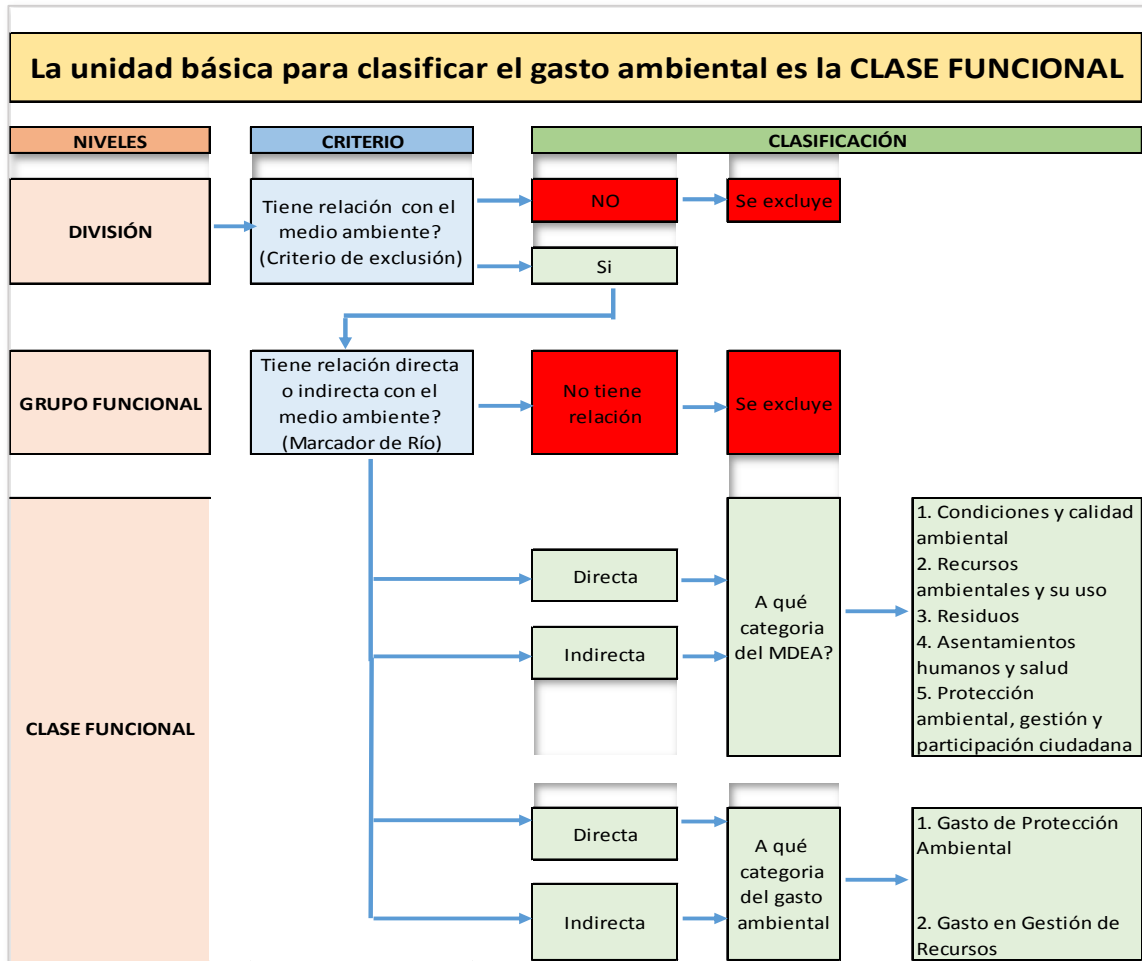 La unidad básica para clasificar el gasto ambiental es la CLASE FUNCIONAL
NIVELES
CRITERIO
CLASIFICACIÓN
DIVISIÓN
Tiene relación con el
medio ambiente?
(Criterio de exclusión)
NO
Se excluye
Si
GRUPO FUNCIONAL
Tiene relación directa
o indirecta con el
medio ambiente?
(Marcador de Río)
No tiene
relación
Se excluye
CLASE FUNCIONAL
Directa
Indirecta
A qué
categoria
del MDEA?
1. Condiciones y calidad
ambiental
2. Recursos
ambientales y su uso
3. Residuos
4. Asentamientos
humanos y salud
5. Protección
ambiental, gestión y
participación ciudadana
Directa
Indirecta
A qué
categoria
del gasto
ambiental
1. Gasto de Protección
Ambiental
2. Gasto en Gestión de
Recursos